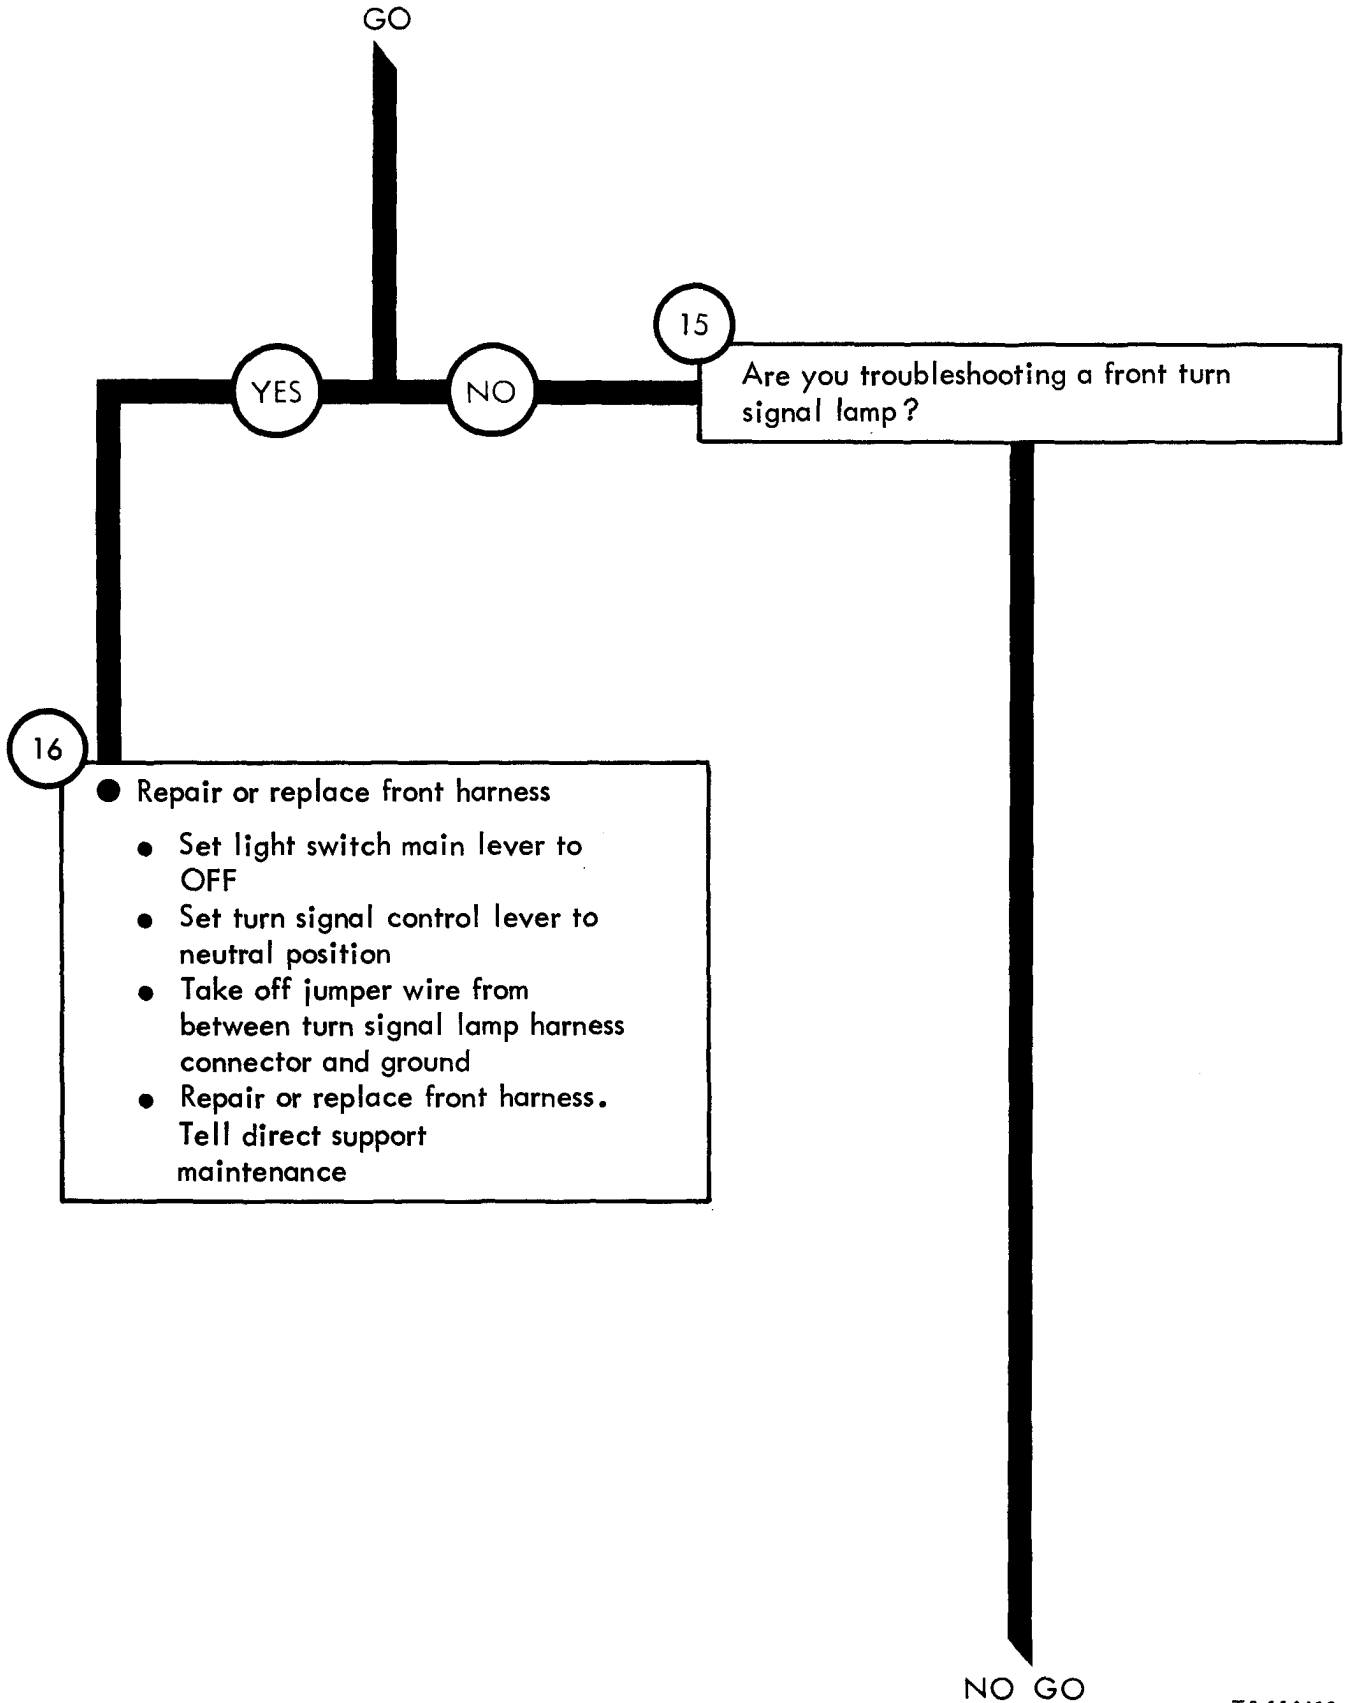 GO
15
YES
NO
Are you troubleshooting a front turn
signal lamp?
16
● Repair or replace front harness
● Set light switch main lever to
OFF
● Set turn signal control lever to
neutral position
● Take off jumper wire from
between turn signal lamp harness
connector and ground
● Repair or replace front harness.
Tell direct support
maintenance
NO GO